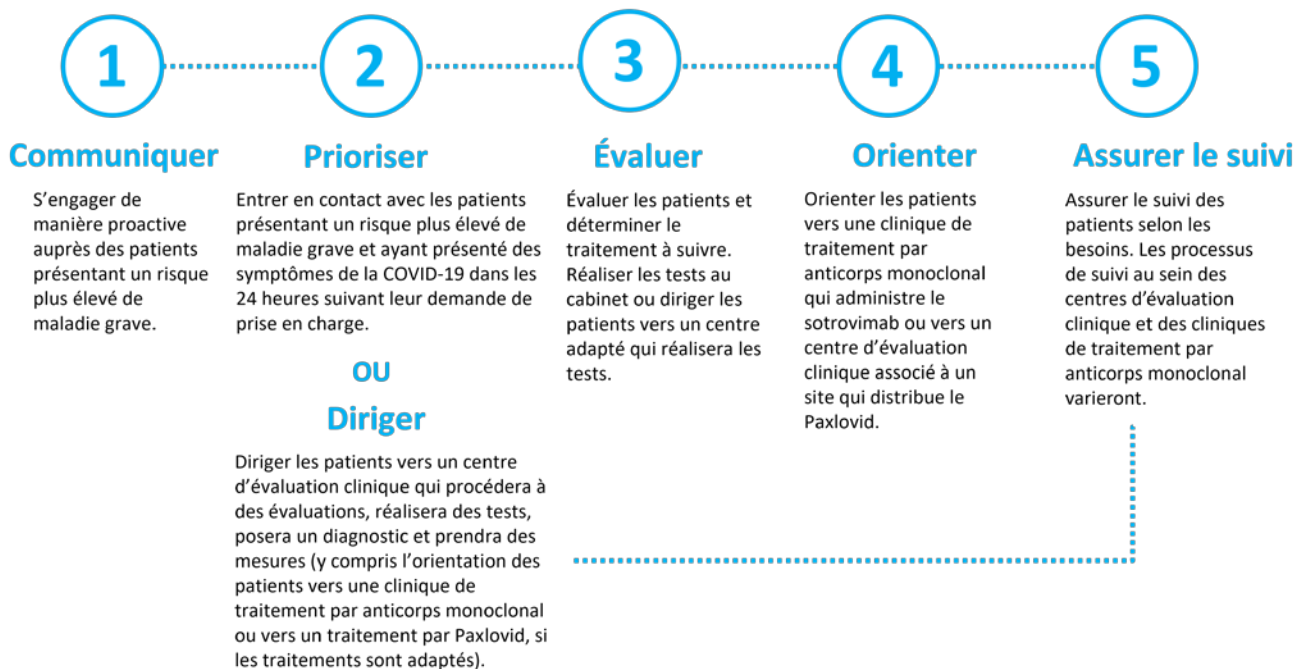 1
Communiquer
S’engager de
manière proactive
auprès des patients
présentant un risque
plus élevé de
maladie grave.
2
Prioriser
Entrer en contact avec les patients
présentant un risque plus élevé de
maladie grave et ayant présenté des
symptômes de la COVID-19 dans les
24 heures suivant leur demande de
prise en charge.
OU
Diriger
Diriger les patients vers un centre
d’évaluation clinique qui procédera à
des évaluations, réalisera des tests,
posera un diagnostic et prendra des
mesures (y compris l’orientation des
patients vers une clinique de
traitement par anticorps monoclonal
ou vers un traitement par Paxlovid, si
les traitements sont adaptés).
3
Évaluer
Évaluer les patients et
déterminer le
traitement à suivre.
Réaliser les tests au
cabinet ou diriger les
patients vers un centre
adapté qui réalisera les
tests.
4
Orienter
Orienter les patients
vers une clinique de
traitement par
anticorps monoclonal
qui administre le
sotrovimab ou vers un
centre d’évaluation
clinique associé à un
site qui distribue le
Paxlovid.
5
Assurer le suivi
Assurer le suivi des
patients selon les
besoins. Les processus
de suivi au sein des
centres d’évaluation
clinique et des cliniques
de traitement par
anticorps monoclonal
varieront.